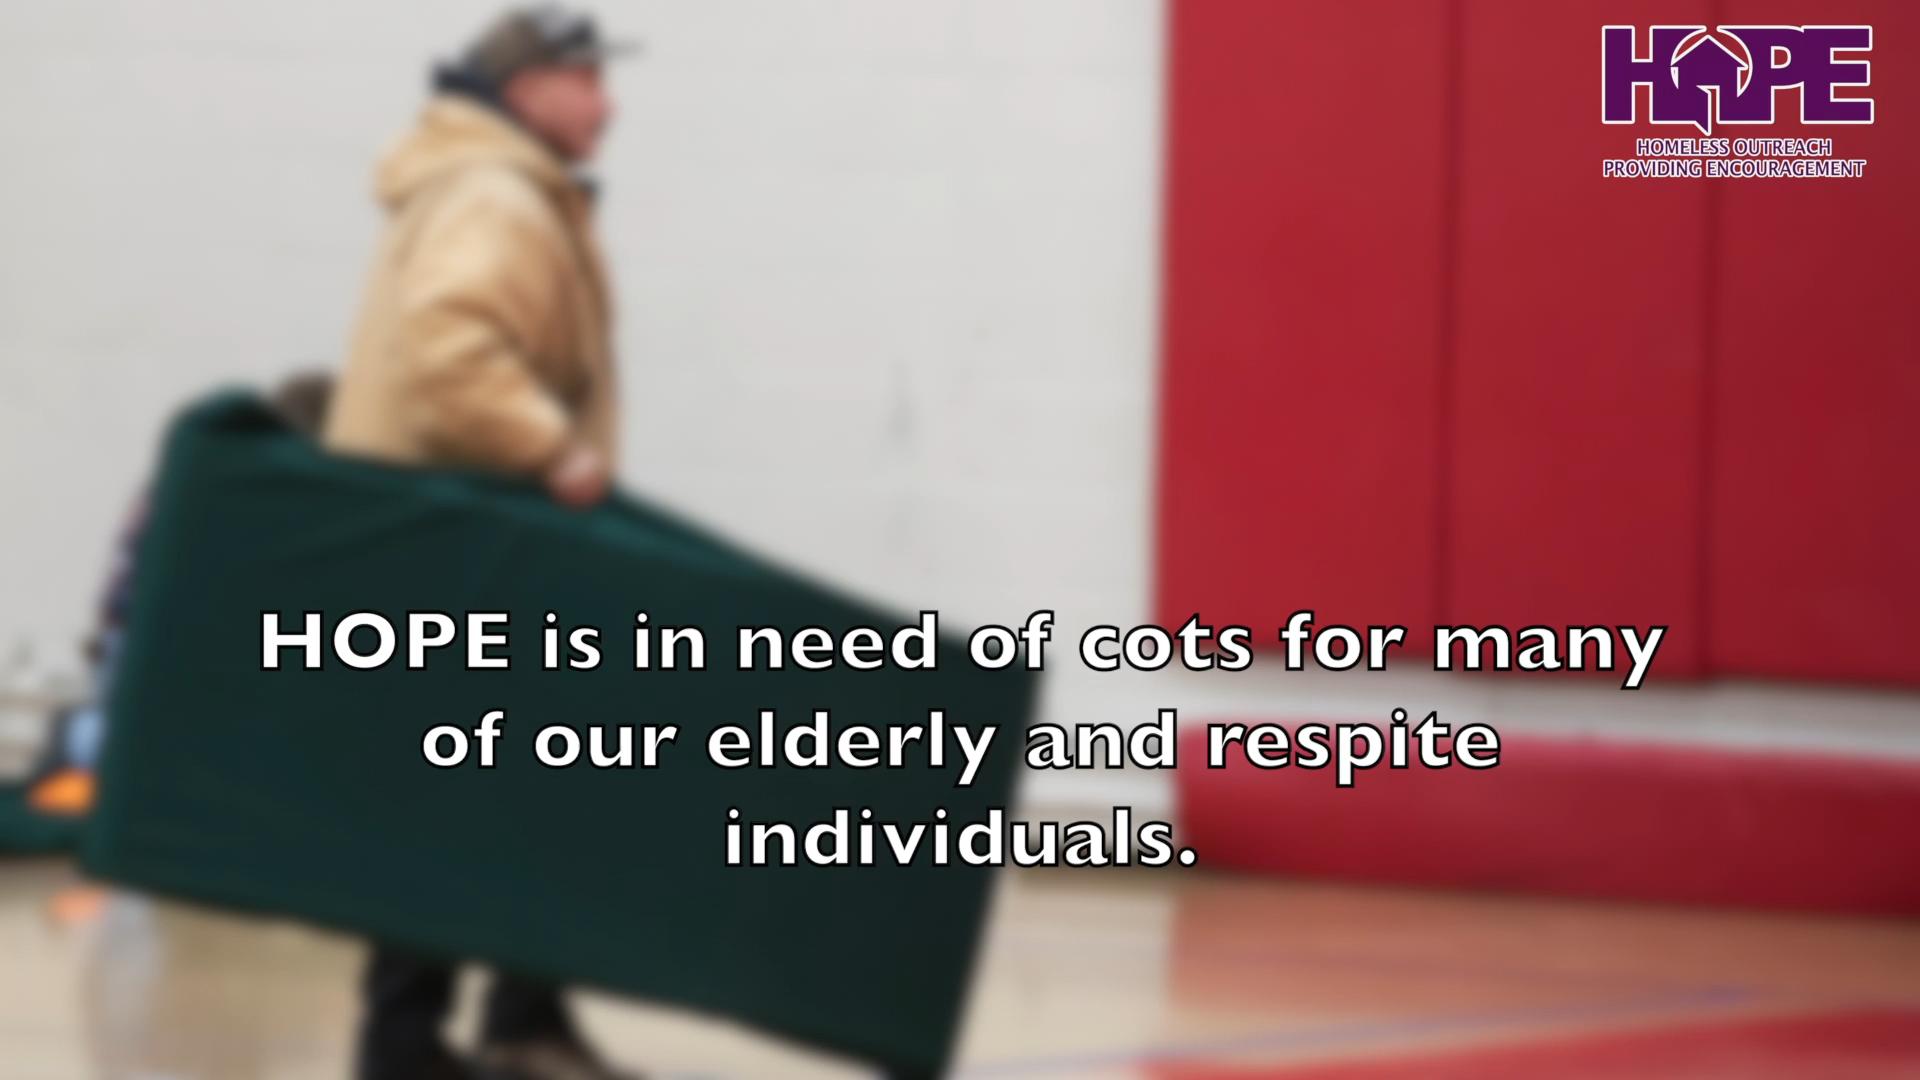 HOPE
HOMELESS OUTREACH
PROVIDING ENCOURAGEMENT
HOPE is in need of cots for many
of our elderly and respite
individuals.